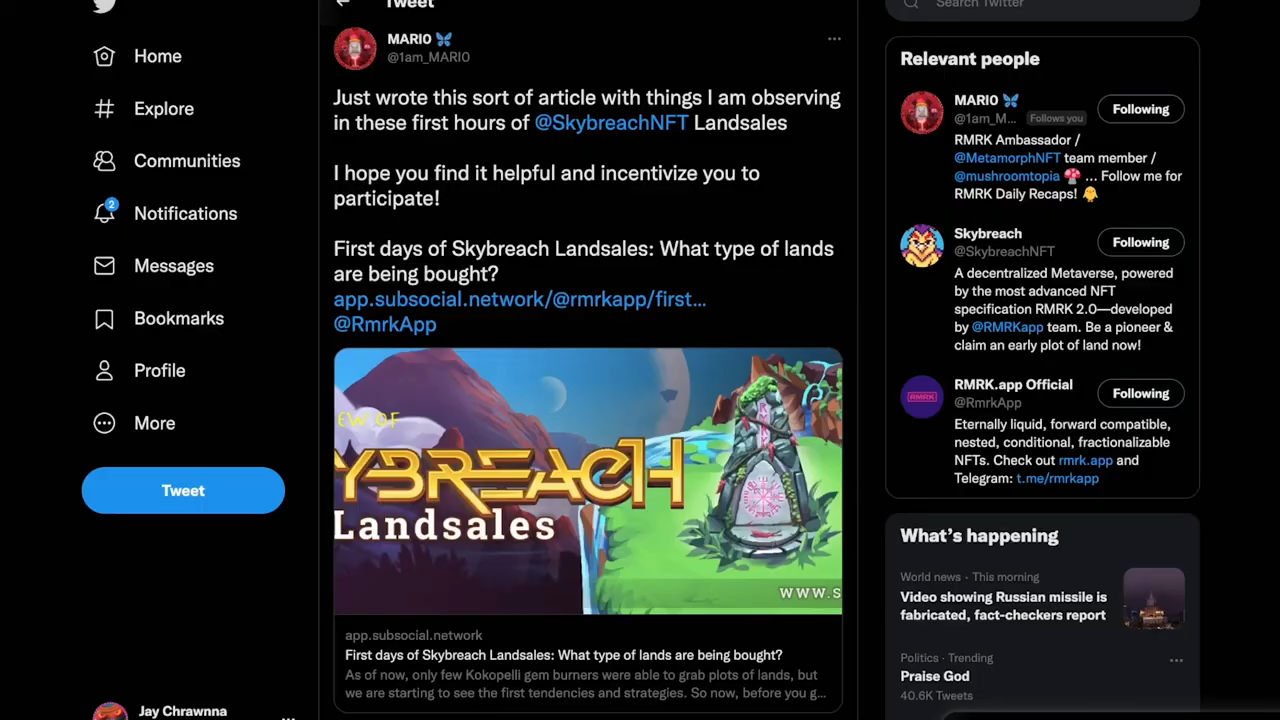 Home
Explore
Communities
2
Notifications
Messages
Bookmarks
Profile
More
Tweet
Jay Chrawnna
Tweet
MARIO
@1am_MARIO
Just wrote this sort of article with things I am observing
in these first hours of @SkybreachNFT Landsales
I hope you find it helpful and incentivize you to
participate!
First days of Skybreach Landsales: What type of lands
are being bought?
app.subsocial.network/@rmrkapp/first…
@RmrkApp
EW OF
YBREACH
Landsales
WWW.S
app.subsocial.network
First days of Skybreach Landsales: What type of lands are being bought?
As of now, only few Kokopelli gem burners were able to grab plots of lands, but
we are starting to see the first tendencies and strategies. So now, before you g...
Search Twitter
Relevant people
MARIO
@1am_M... Follows you
Following
RMRK Ambassador /
@MetamorphNFT team member /
@mushroomtopia 🍄 ... Follow me for
RMRK Daily Recaps! 🐥
Skybreach
@SkybreachNFT
Following
A decentralized Metaverse, powered
by the most advanced NFT
specification RMRK 2.0—developed
by @RMRKapp team. Be a pioneer &
claim an early plot of land now!
RMRK
RMRK.app Official
@RmrkApp
Following
Eternally liquid, forward compatible,
nested, conditional, fractionalizable
NFTs. Check out rmrk.app and
Telegram: t.me/rmrkapp
What's happening
World news · This morning
Video showing Russian missile is
fabricated, fact-checkers report
Politics · Trending
Praise God
40.6K Tweets